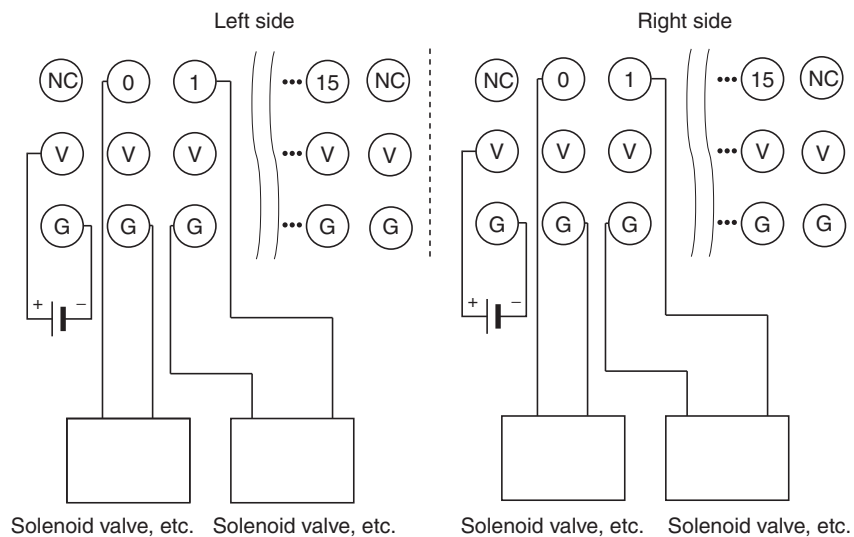 Left side Right side
NC 0 1 ••• 15 NC NC 0 1 ••• 15 NC
V V V ••• V V V V V ••• V V
G G G ••• G G G G G ••• G G
+ − + −
Solenoid valve, etc. Solenoid valve, etc. Solenoid valve, etc. Solenoid valve, etc.